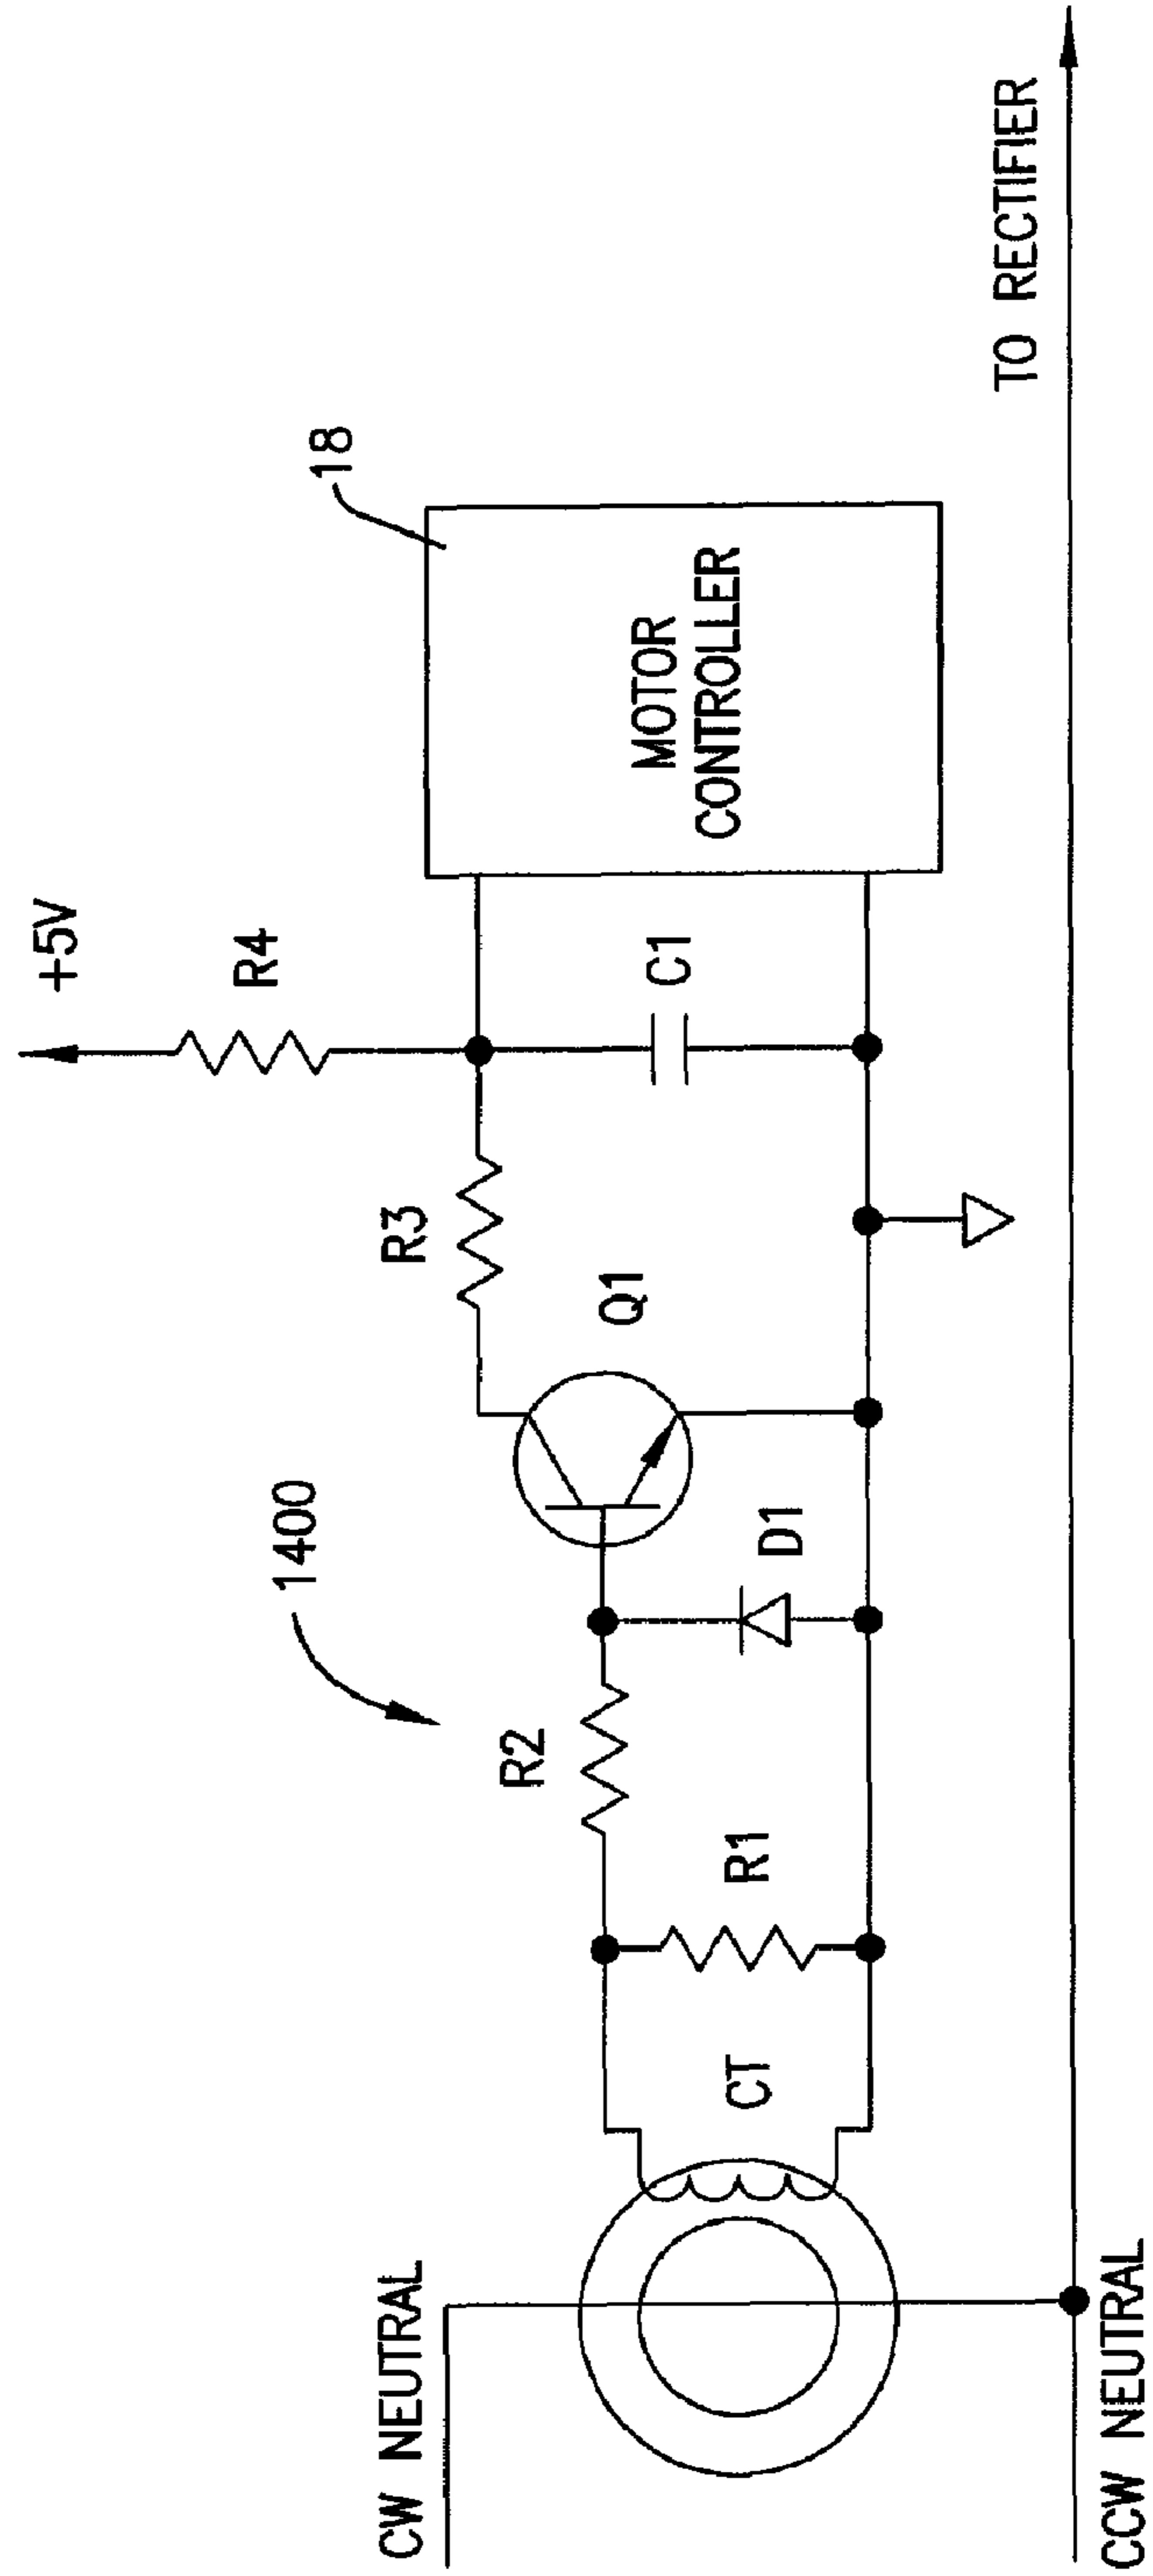 +5V
R4
18
1400
R3
C1
MOTOR
CONTROLLER
Q1
R2
D1
R1
CT
CW NEUTRAL
TO RECTIFIER
CCW NEUTRAL